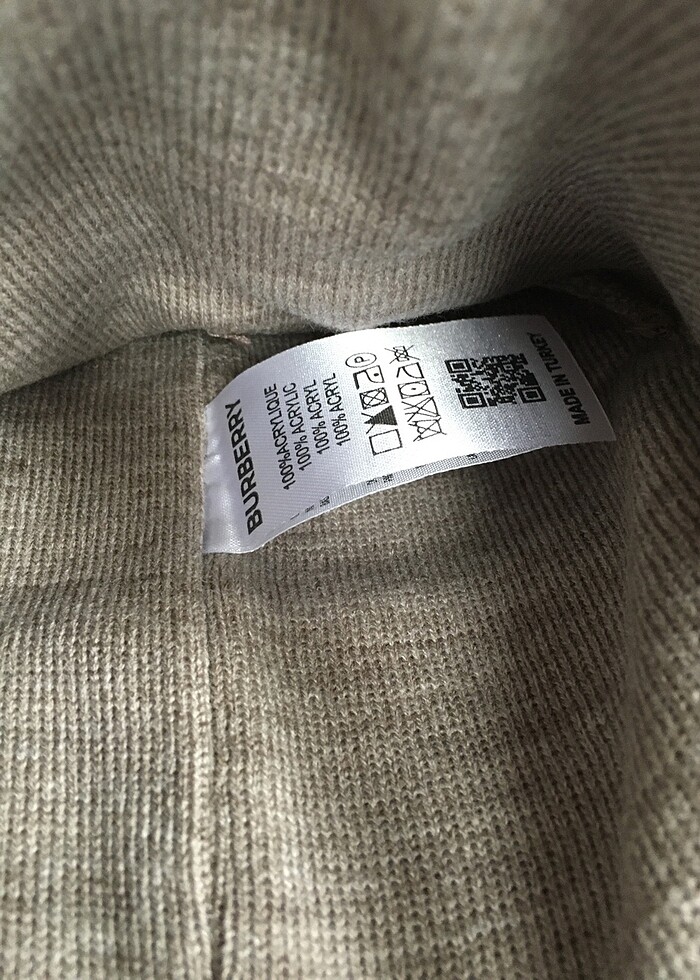 BURBERRY
100%ACRYLIQUE
100% ACRYLIC
100% ACRYL
100% ACRYL
P
MADE IN TURKEY